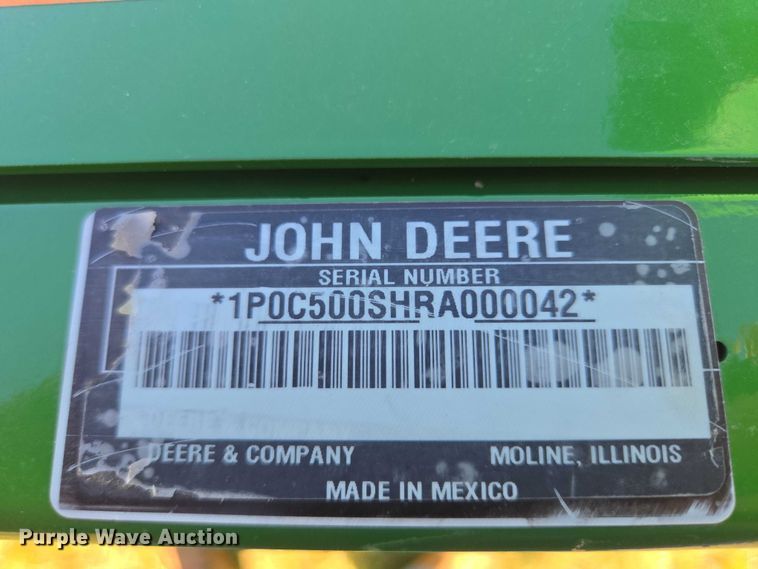 JOHN DEERE
SERIAL NUMBER
*1P0C500SHRA000042*
DEERE & COMPANY MOLINE, ILLINOIS
MADE IN MEXICO
Purple Wave Auction